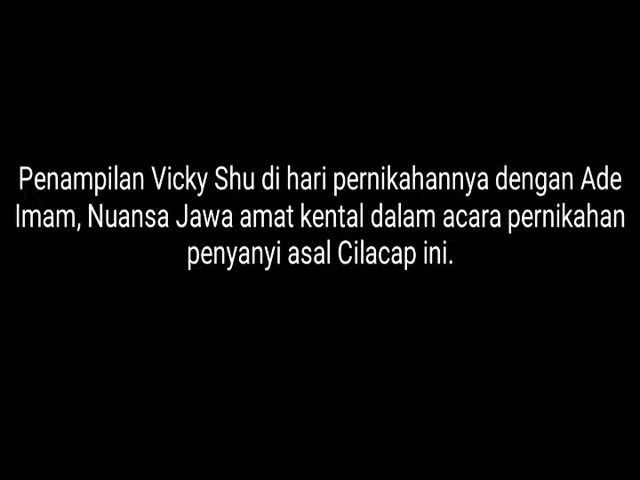 Penampilan Vicky Shu di hari pernikahannya dengan Ade
Imam, Nuansa Jawa amat kental dalam acara pernikahan
penyanyi asal Cilacap ini.